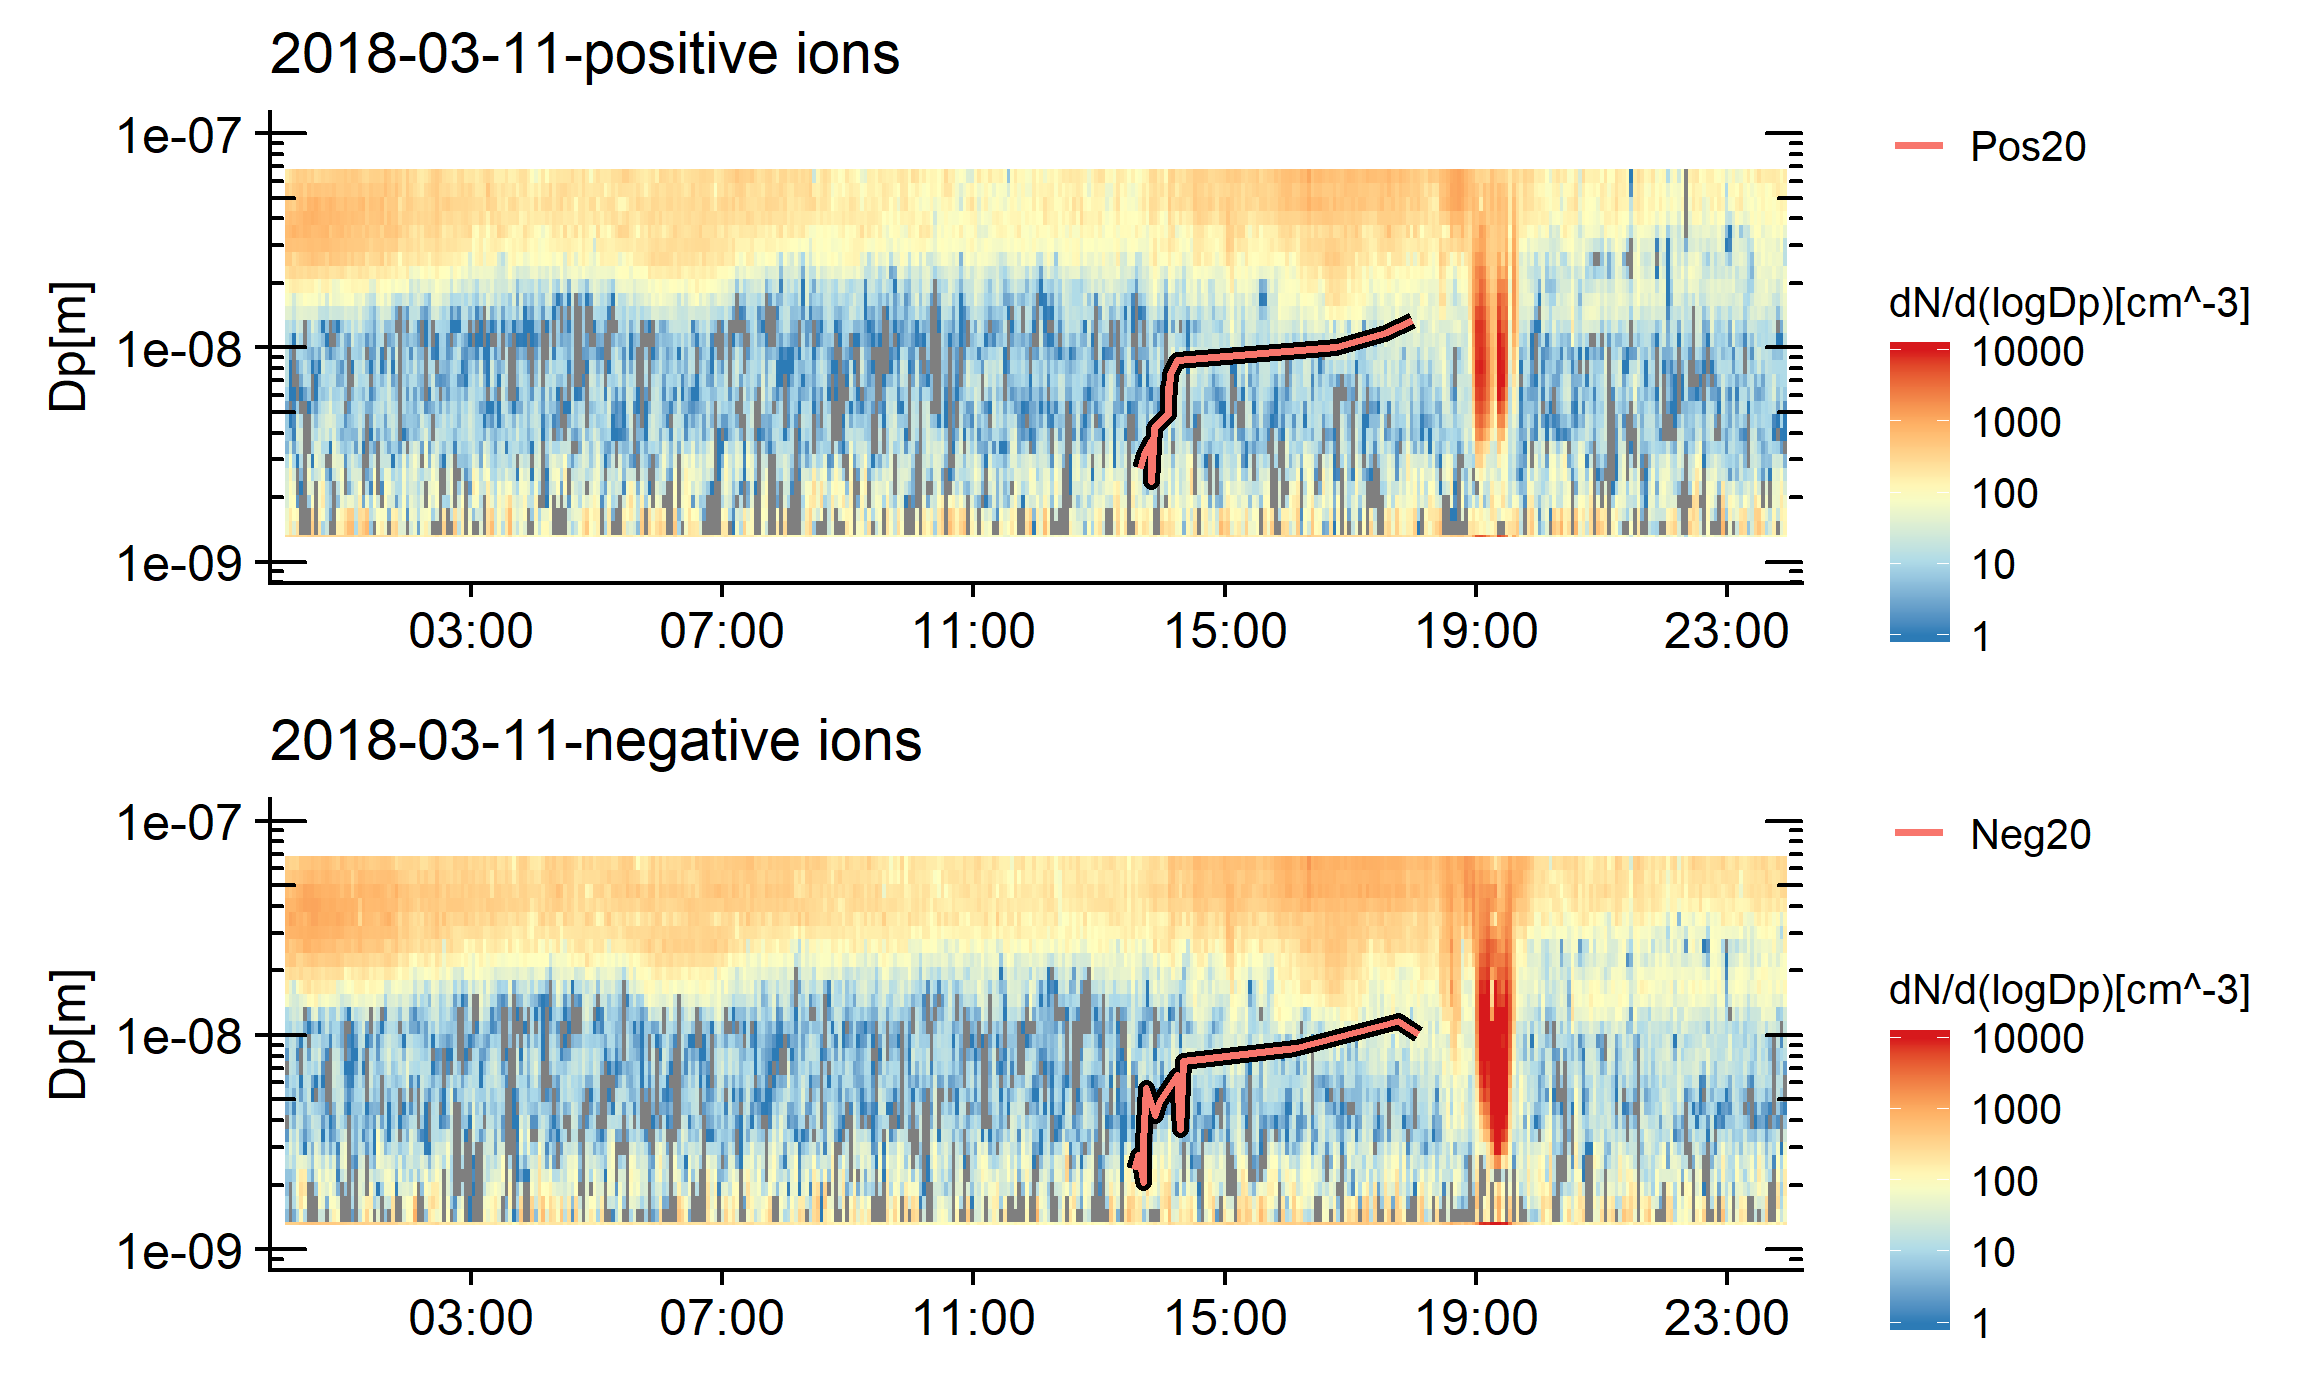 2018-03-11-positive ions
1e-07
1e-08
1e-09
Dp[m]
03:00 07:00 11:00 15:00 19:00 23:00
Pos20
dN/d(logDp)[cm^-3]
10000
1000
100
10
1
2018-03-11-negative ions
1e-07
1e-08
1e-09
Dp[m]
03:00 07:00 11:00 15:00 19:00 23:00
Neg20
dN/d(logDp)[cm^-3]
10000
1000
100
10
1